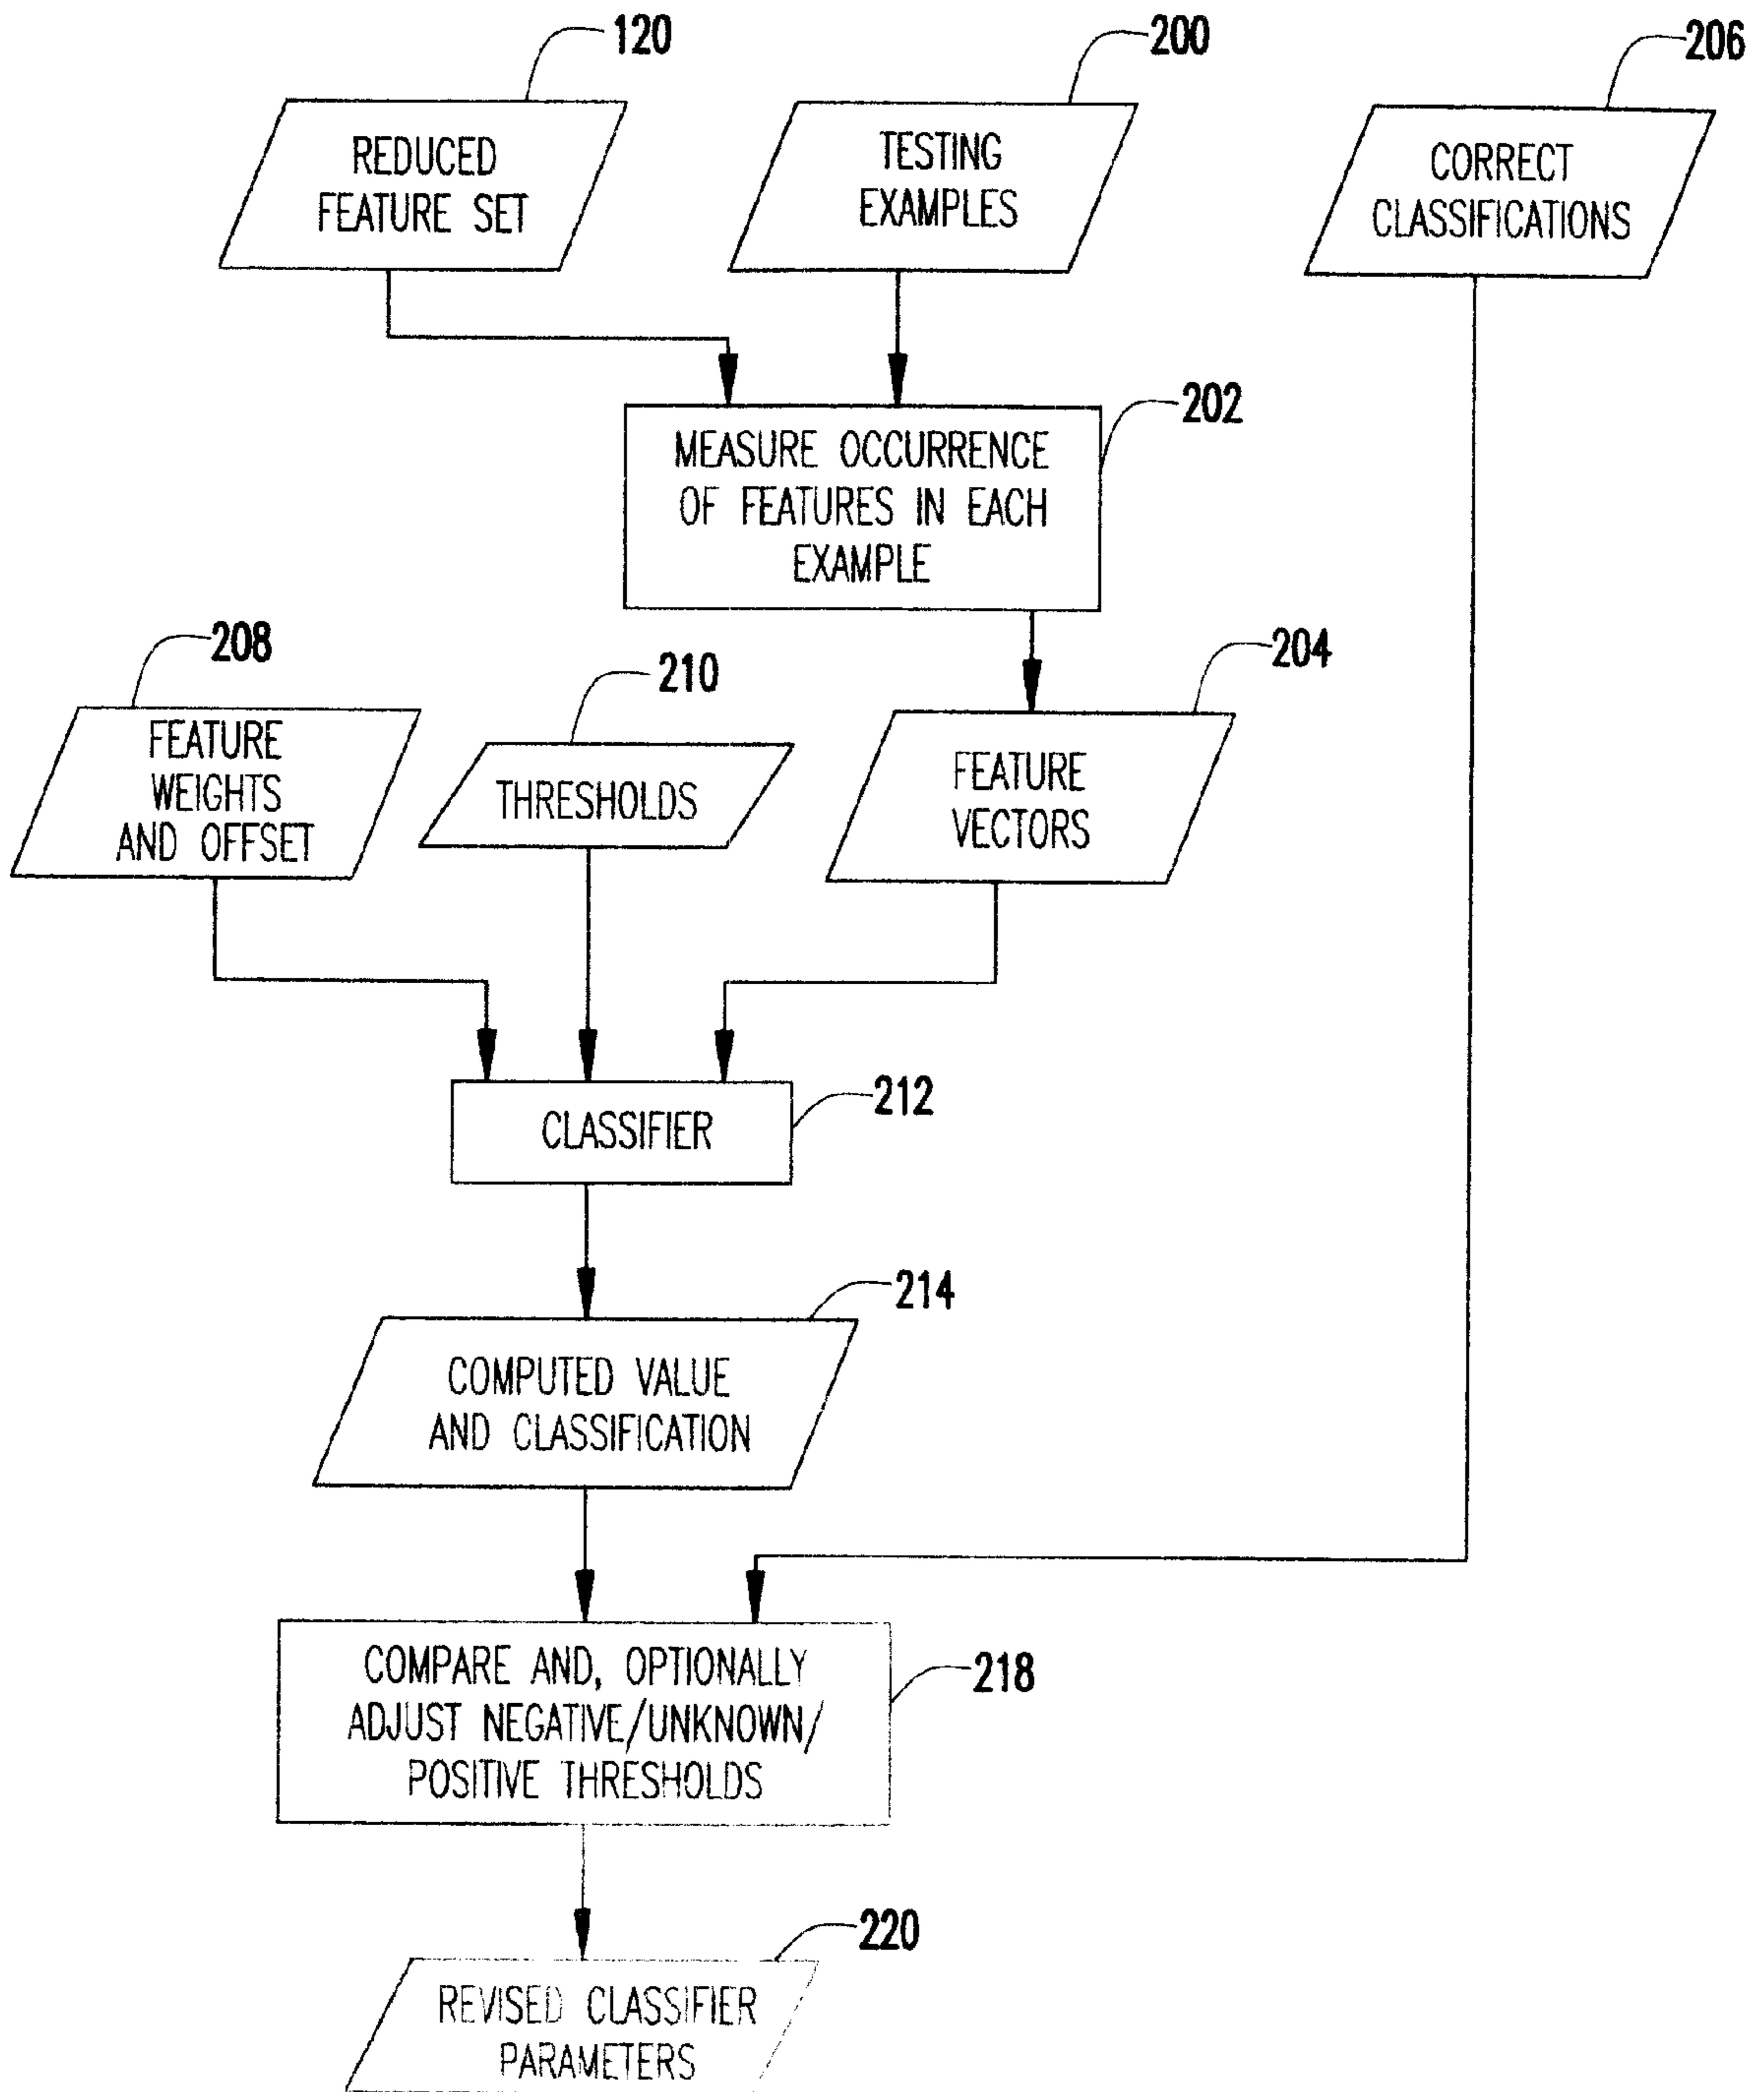 120
200
206
REDUCED
FEATURE SET
TESTING
EXAMPLES
CORRECT
CLASSIFICATIONS
202
MEASURE OCCURRENCE
OF FEATURES IN EACH
EXAMPLE
208
210
204
FEATURE
WEIGHTS
AND OFFSET
THRESHOLDS
FEATURE
VECTORS
CLASSIFIER
212
214
COMPUTED VALUE
AND CLASSIFICATION
COMPARE AND, OPTIONALLY
ADJUST NEGATIVE/UNKNOWN/
POSITIVE THRESHOLDS
218
220
REVISED CLASSIFIER
PARAMETERS